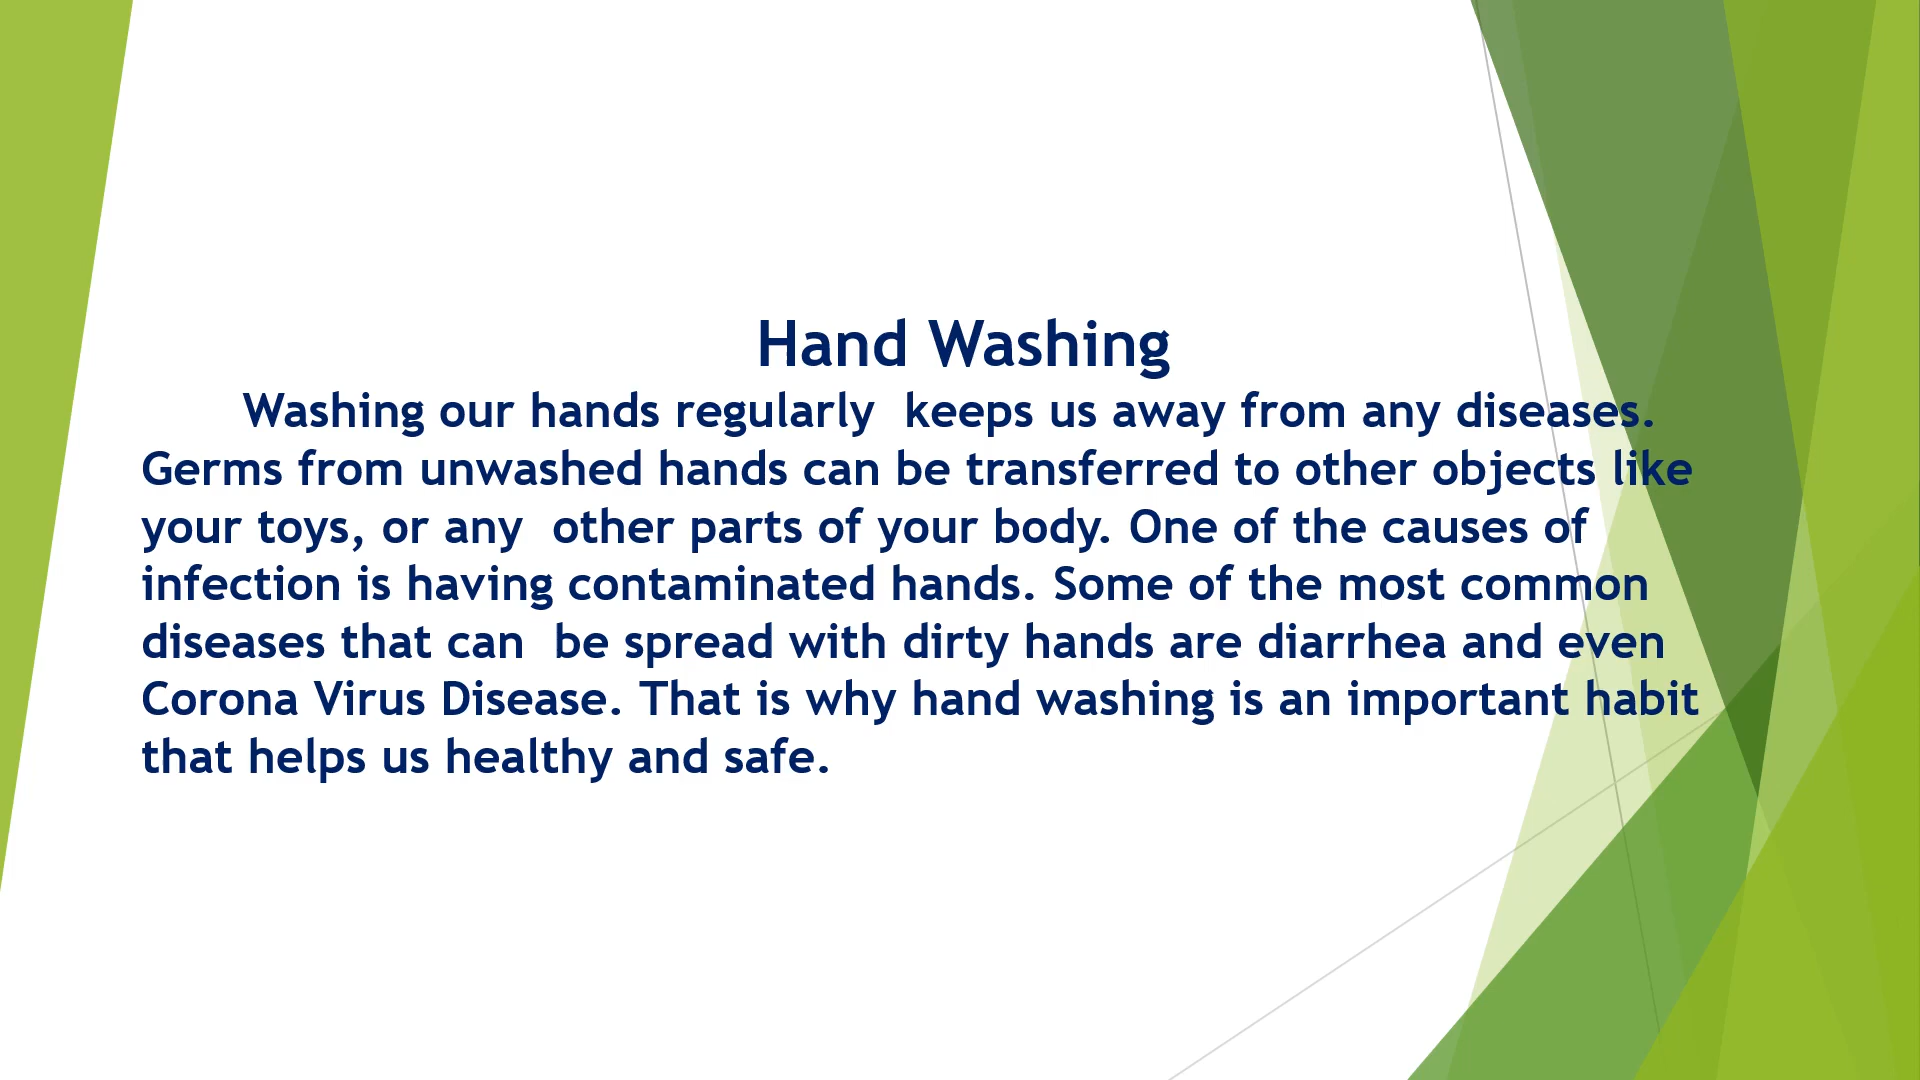 Hand Washing
Washing our hands regularly  keeps us away from any diseases.
Germs from unwashed hands can be transferred to other objects like
your toys, or any  other parts of your body. One of the causes of
infection is having contaminated hands. Some of the most common
diseases that can  be spread with dirty hands are diarrhea and even
Corona Virus Disease. That is why hand washing is an important habit
that helps us healthy and safe.